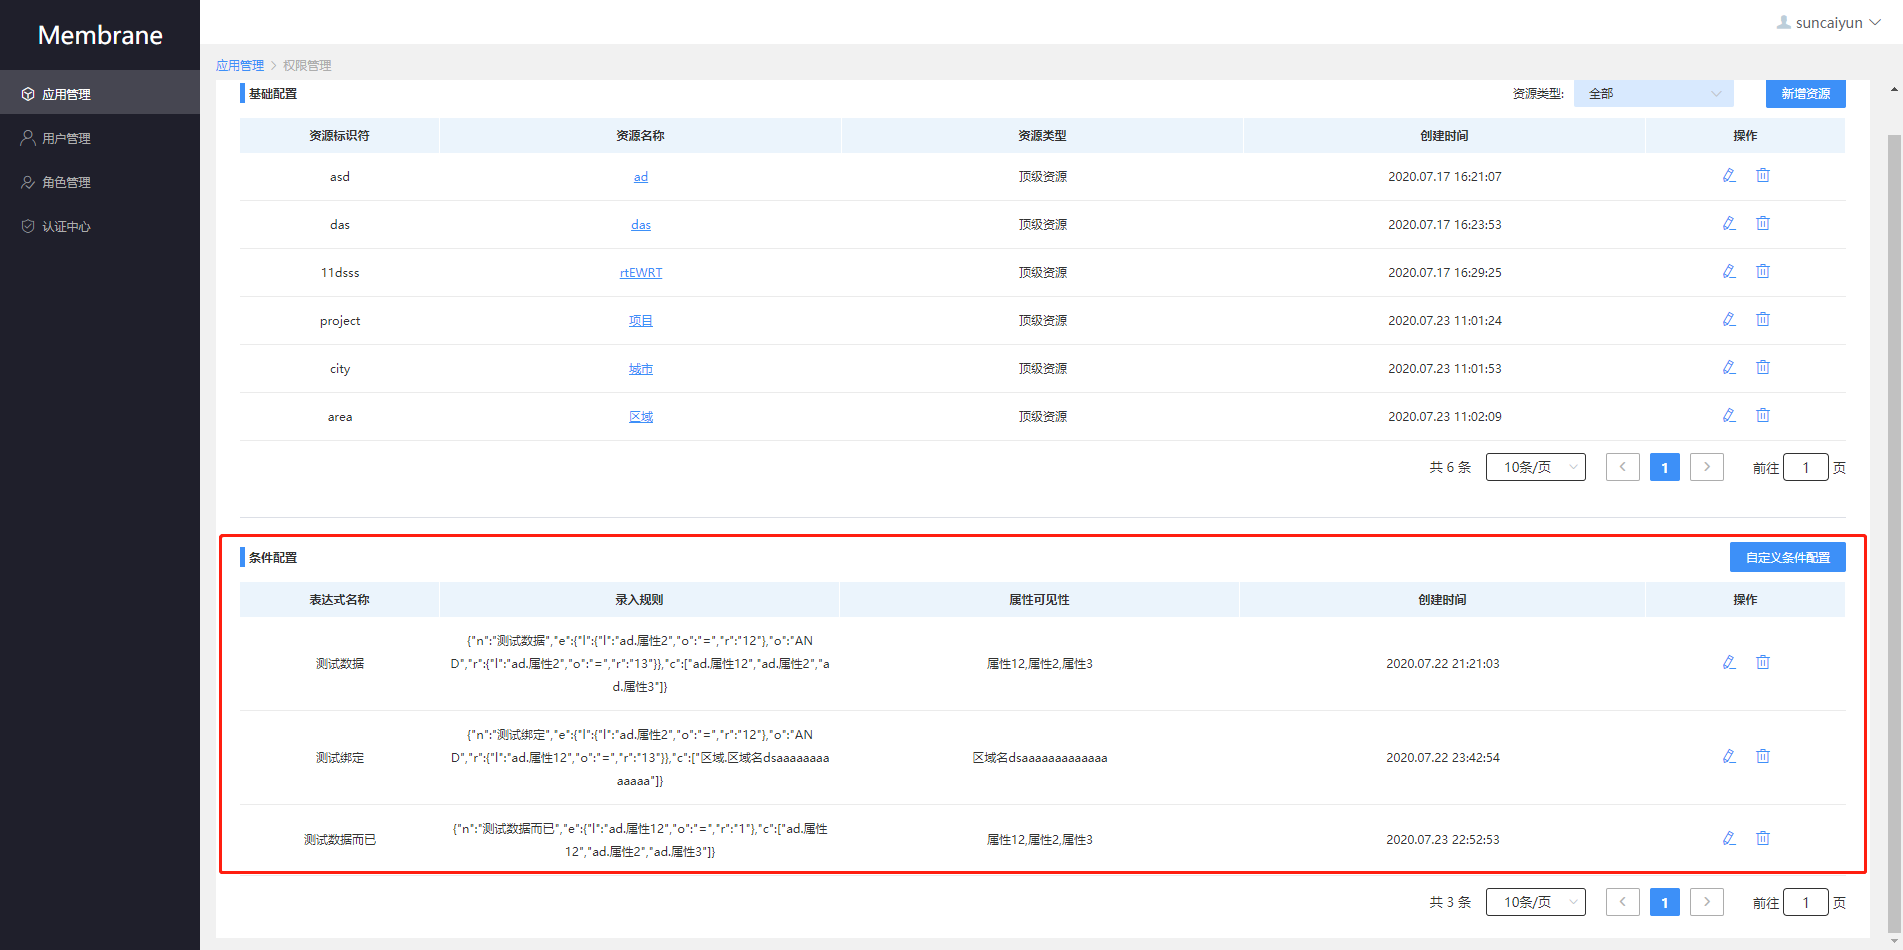 Membrane
suncaiyun
应用管理
用户管理
角色管理
认证中心
应用管理 > 权限管理
基础配置
资源类型: 全部
新增资源
资源标识符 资源名称 资源类型 创建时间 操作
asd ad 顶级资源 2020.07.17 16:21:07
das das 顶级资源 2020.07.17 16:23:53
11dsss rtEWRT 顶级资源 2020.07.17 16:29:25
project 项目 顶级资源 2020.07.23 11:01:24
city 城市 顶级资源 2020.07.23 11:01:53
area 区域 顶级资源 2020.07.23 11:02:09
共 6 条 10条/页 < 1 > 前往 1 页
条件配置
自定义条件配置
表达式名称 录入规则 属性可见性 创建时间 操作
测试数据
{"n":"测试数据","e":{"l":{"l":"ad.属性2","o":"=","r":"12"},"o":"AN
D","r":{"l":"ad.属性2","o":"=","r":"13"}},"c":["ad.属性12","ad.属性2","a
d.属性3"]}
属性12,属性2,属性3
2020.07.22 21:21:03
测试绑定
{"n":"测试绑定","e":{"l":{"l":"ad.属性2","o":"=","r":"12"},"o":"AN
D","r":{"l":"ad.属性12","o":"=","r":"13"}},"c":["区域.区域名dsaaaaaaaa
aaaaa"]}
区域名dsaaaaaaaaaaaaa
2020.07.22 23:42:54
测试数据而已
{"n":"测试数据而已","e":{"l":"ad.属性12","o":"=","r":"1"},"c":["ad.属性
12","ad.属性2","ad.属性3"]}
属性12,属性2,属性3
2020.07.23 22:52:53
共 3 条 10条/页 < 1 > 前往 1 页